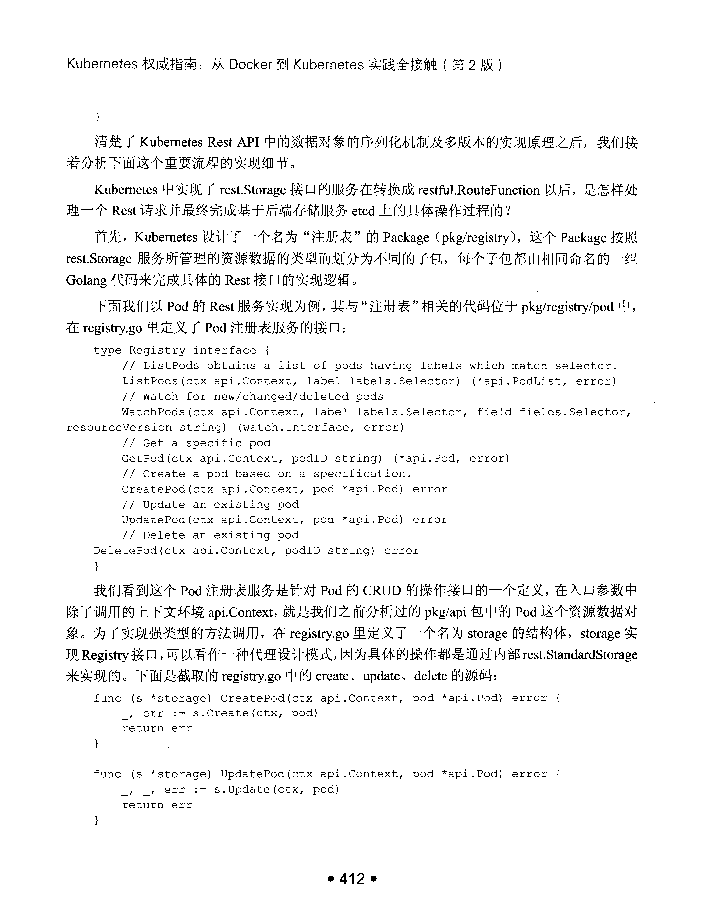 Kubernetes 权威指南：从 Docker 到 Kubernetes 实践全接触（第 2 版）
}
清楚了 Kubernetes Rest API 中的数据对象的序列化机制及多版本的实现原理之后，我们接
着分析下面这个重要流程的实现细节。
Kubernetes 中实现了 rest.Storage 接口的服务在转换成 restful.RouteFunction 以后，是怎样处
理一个 Rest 请求并最终完成基于后端存储服务 etcd 上的具体操作过程的？
首先，Kubernetes 设计了一个名为“注册表”的 Package（pkg/registry），这个 Package 按照
rest.Storage 服务所管理的资源数据的类型而划分为不同的子包，每个子包都由相同命名的一组
Golang 代码来完成具体的 Rest 接口的实现逻辑。
下面我们以 Pod 的 Rest 服务实现为例，其与“注册表”相关的代码位于 pkg/registry/pod 中，
在 registry.go 里定义了 Pod 注册表服务的接口：
type Registry interface {
// ListPods obtains a list of pods having labels which match selector.
ListPods(ctx api.Context, label labels.Selector) (*api.PodList, error)
// Watch for new/changed/deleted pods
WatchPods(ctx api.Context, label labels.Selector, field fields.Selector,
resourceVersion string) (watch.Interface, error)
// Get a specific pod
GetPod(ctx api.Context, podID string) (*api.Pod, error)
// Create a pod based on a specification.
CreatePod(ctx api.Context, pod *api.Pod) error
// Update an existing pod
UpdatePod(ctx api.Context, pod *api.Pod) error
// Delete an existing pod
DeletePod(ctx api.Context, podID string) error
}
我们看到这个 Pod 注册表服务是针对 Pod 的 CRUD 的操作接口的一个定义，在入口参数中
除了调用的上下文环境 api.Context，就是我们之前分析过的 pkg/api 包中的 Pod 这个资源数据对
象。为了实现强类型的方法调用，在 registry.go 里定义了一个名为 storage 的结构体，storage 实
现 Registry 接口，可以看作一种代理设计模式，因为具体的操作都是通过内部 rest.StandardStorage
来实现的。下面是截取的 registry.go 中的 create、update、delete 的源码：
func (s *storage) CreatePod(ctx api.Context, pod *api.Pod) error {
_, err := s.Create(ctx, pod)
return err
}
func (s *storage) UpdatePod(ctx api.Context, pod *api.Pod) error {
_, _, err := s.Update(ctx, pod)
return err
}
• 412 •